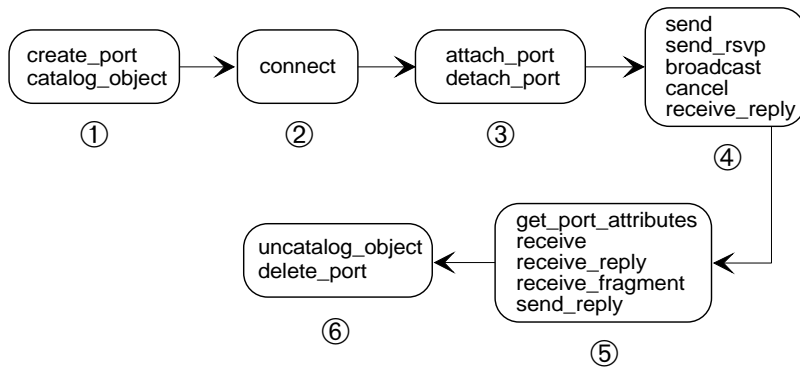 create_port
catalog_object
①
connect
②
attach_port
detach_port
③
send
send_rsvp
broadcast
cancel
receive_reply
④
get_port_attributes
receive
receive_reply
receive_fragment
send_reply
⑤
uncatalog_object
delete_port
⑥